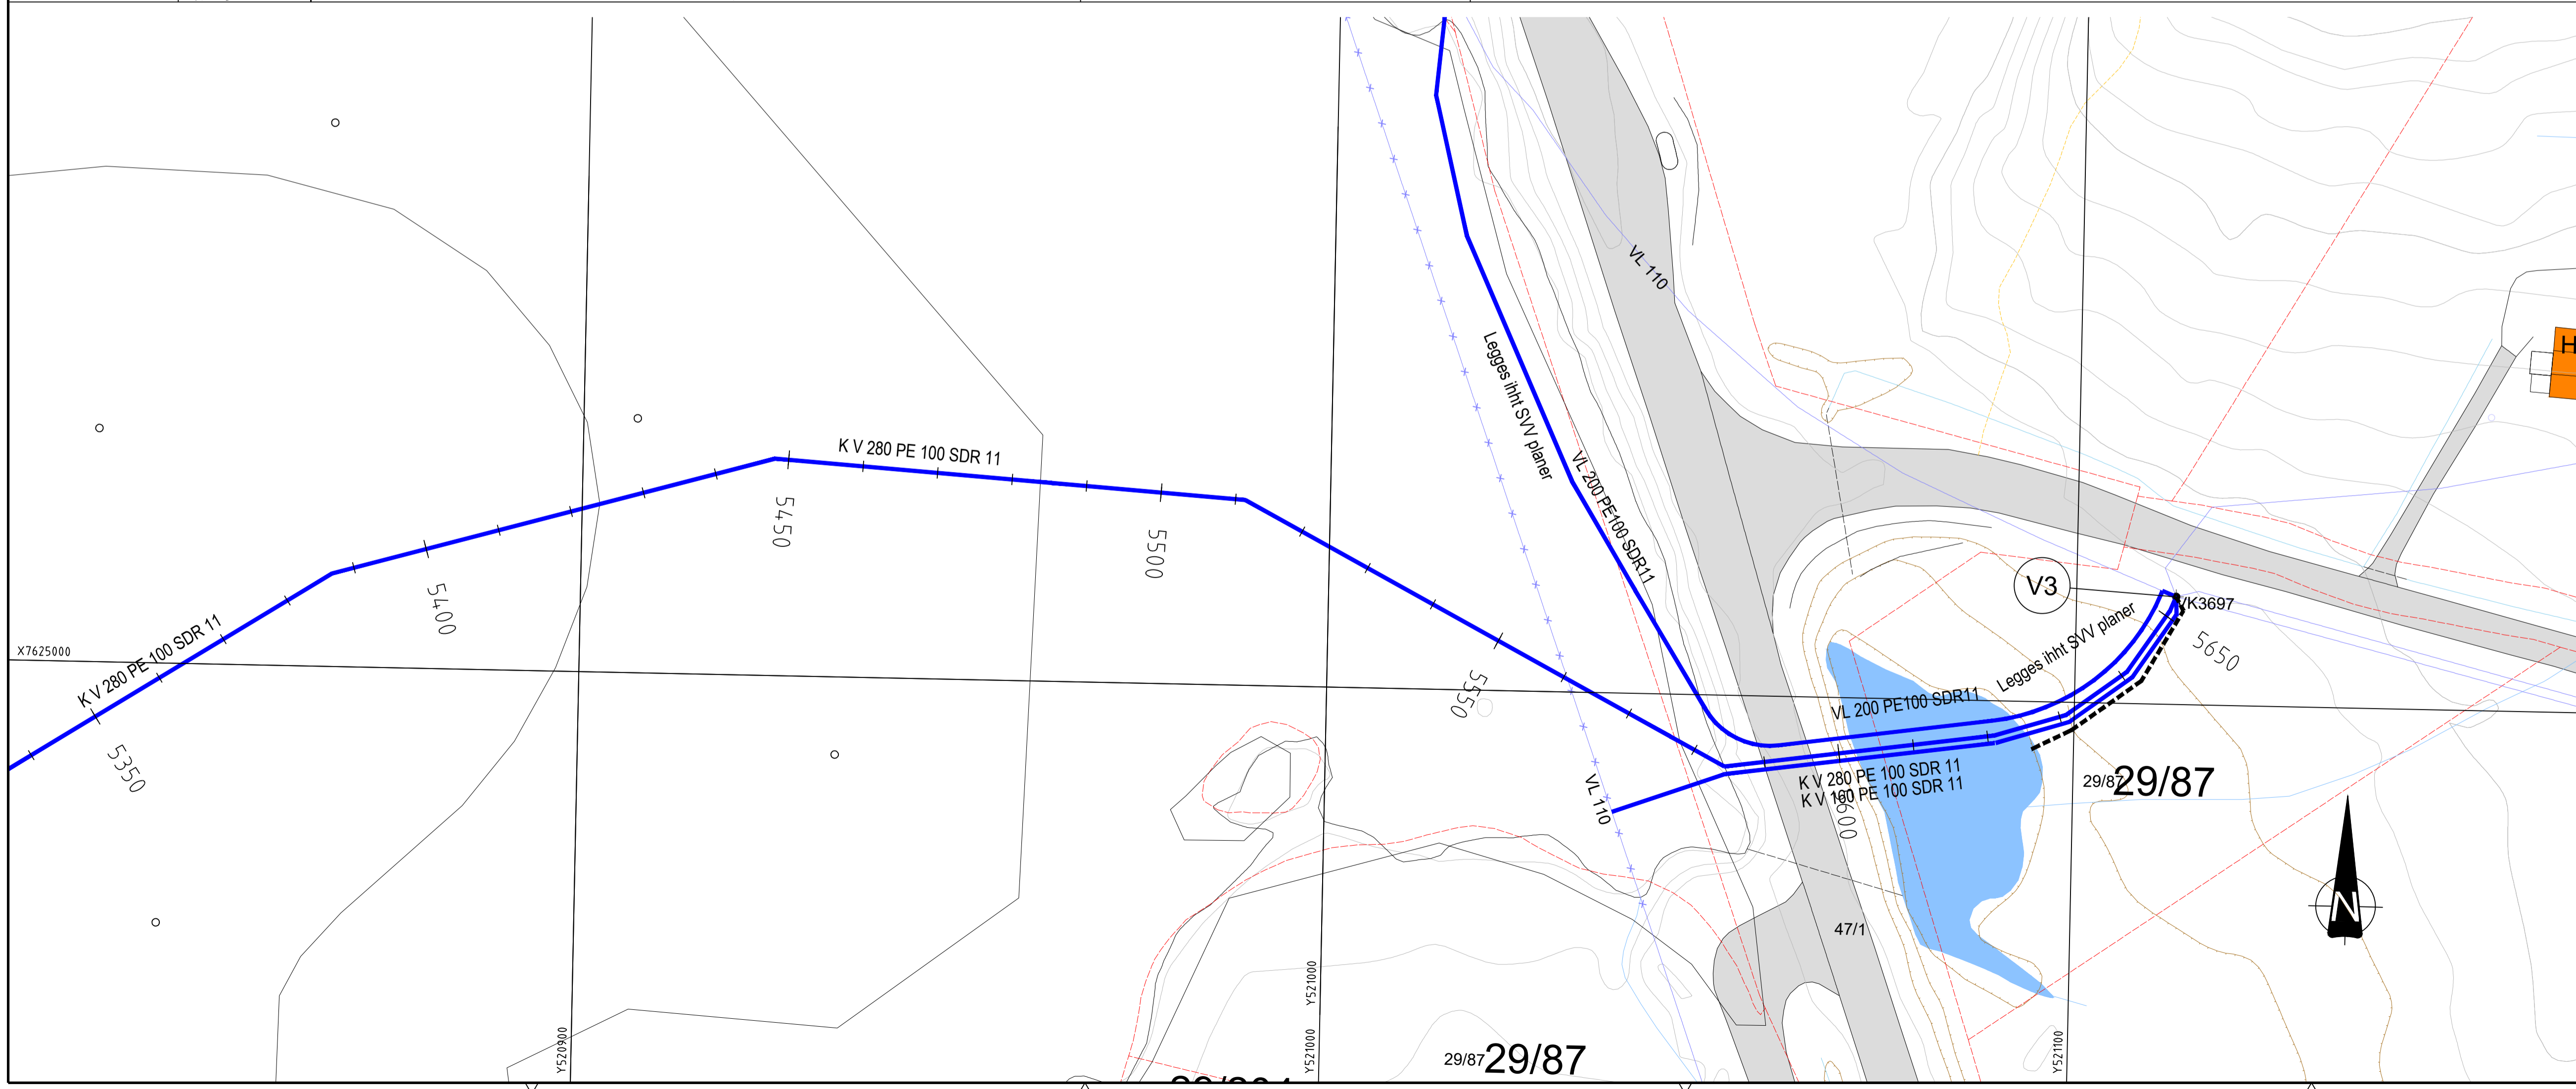 VL 110
H
Legges ihht SVV planer
K V 280 PE 100 SDR 11
VL 200 PE100 SDR11
5450
5500
5400
V3
VK3697
Legges ihht SVV planer
5650
K V 280 PE 100 SDR 11
X7625000
5550
VL 200 PE100 SDR11
5350
K V 280 PE 100 SDR 11
K V 160 PE 100 SDR 11
VL 110
5600
29/87
29/87
N
47/1
Y521000
Y520900
Y521000
Y521100
29/87
29/87